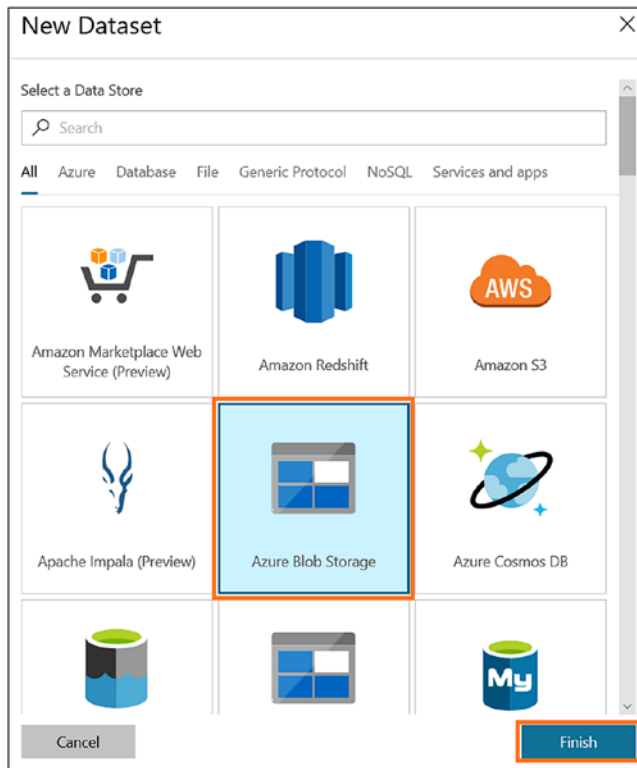 New Dataset
Select a Data Store
Search
All Azure Database File Generic Protocol NoSQL Services and apps
Amazon Marketplace Web
Service (Preview)
Amazon Redshift
AWS
Amazon S3
Apache Impala (Preview)
Azure Blob Storage
Azure Cosmos DB
My
Cancel
Finish